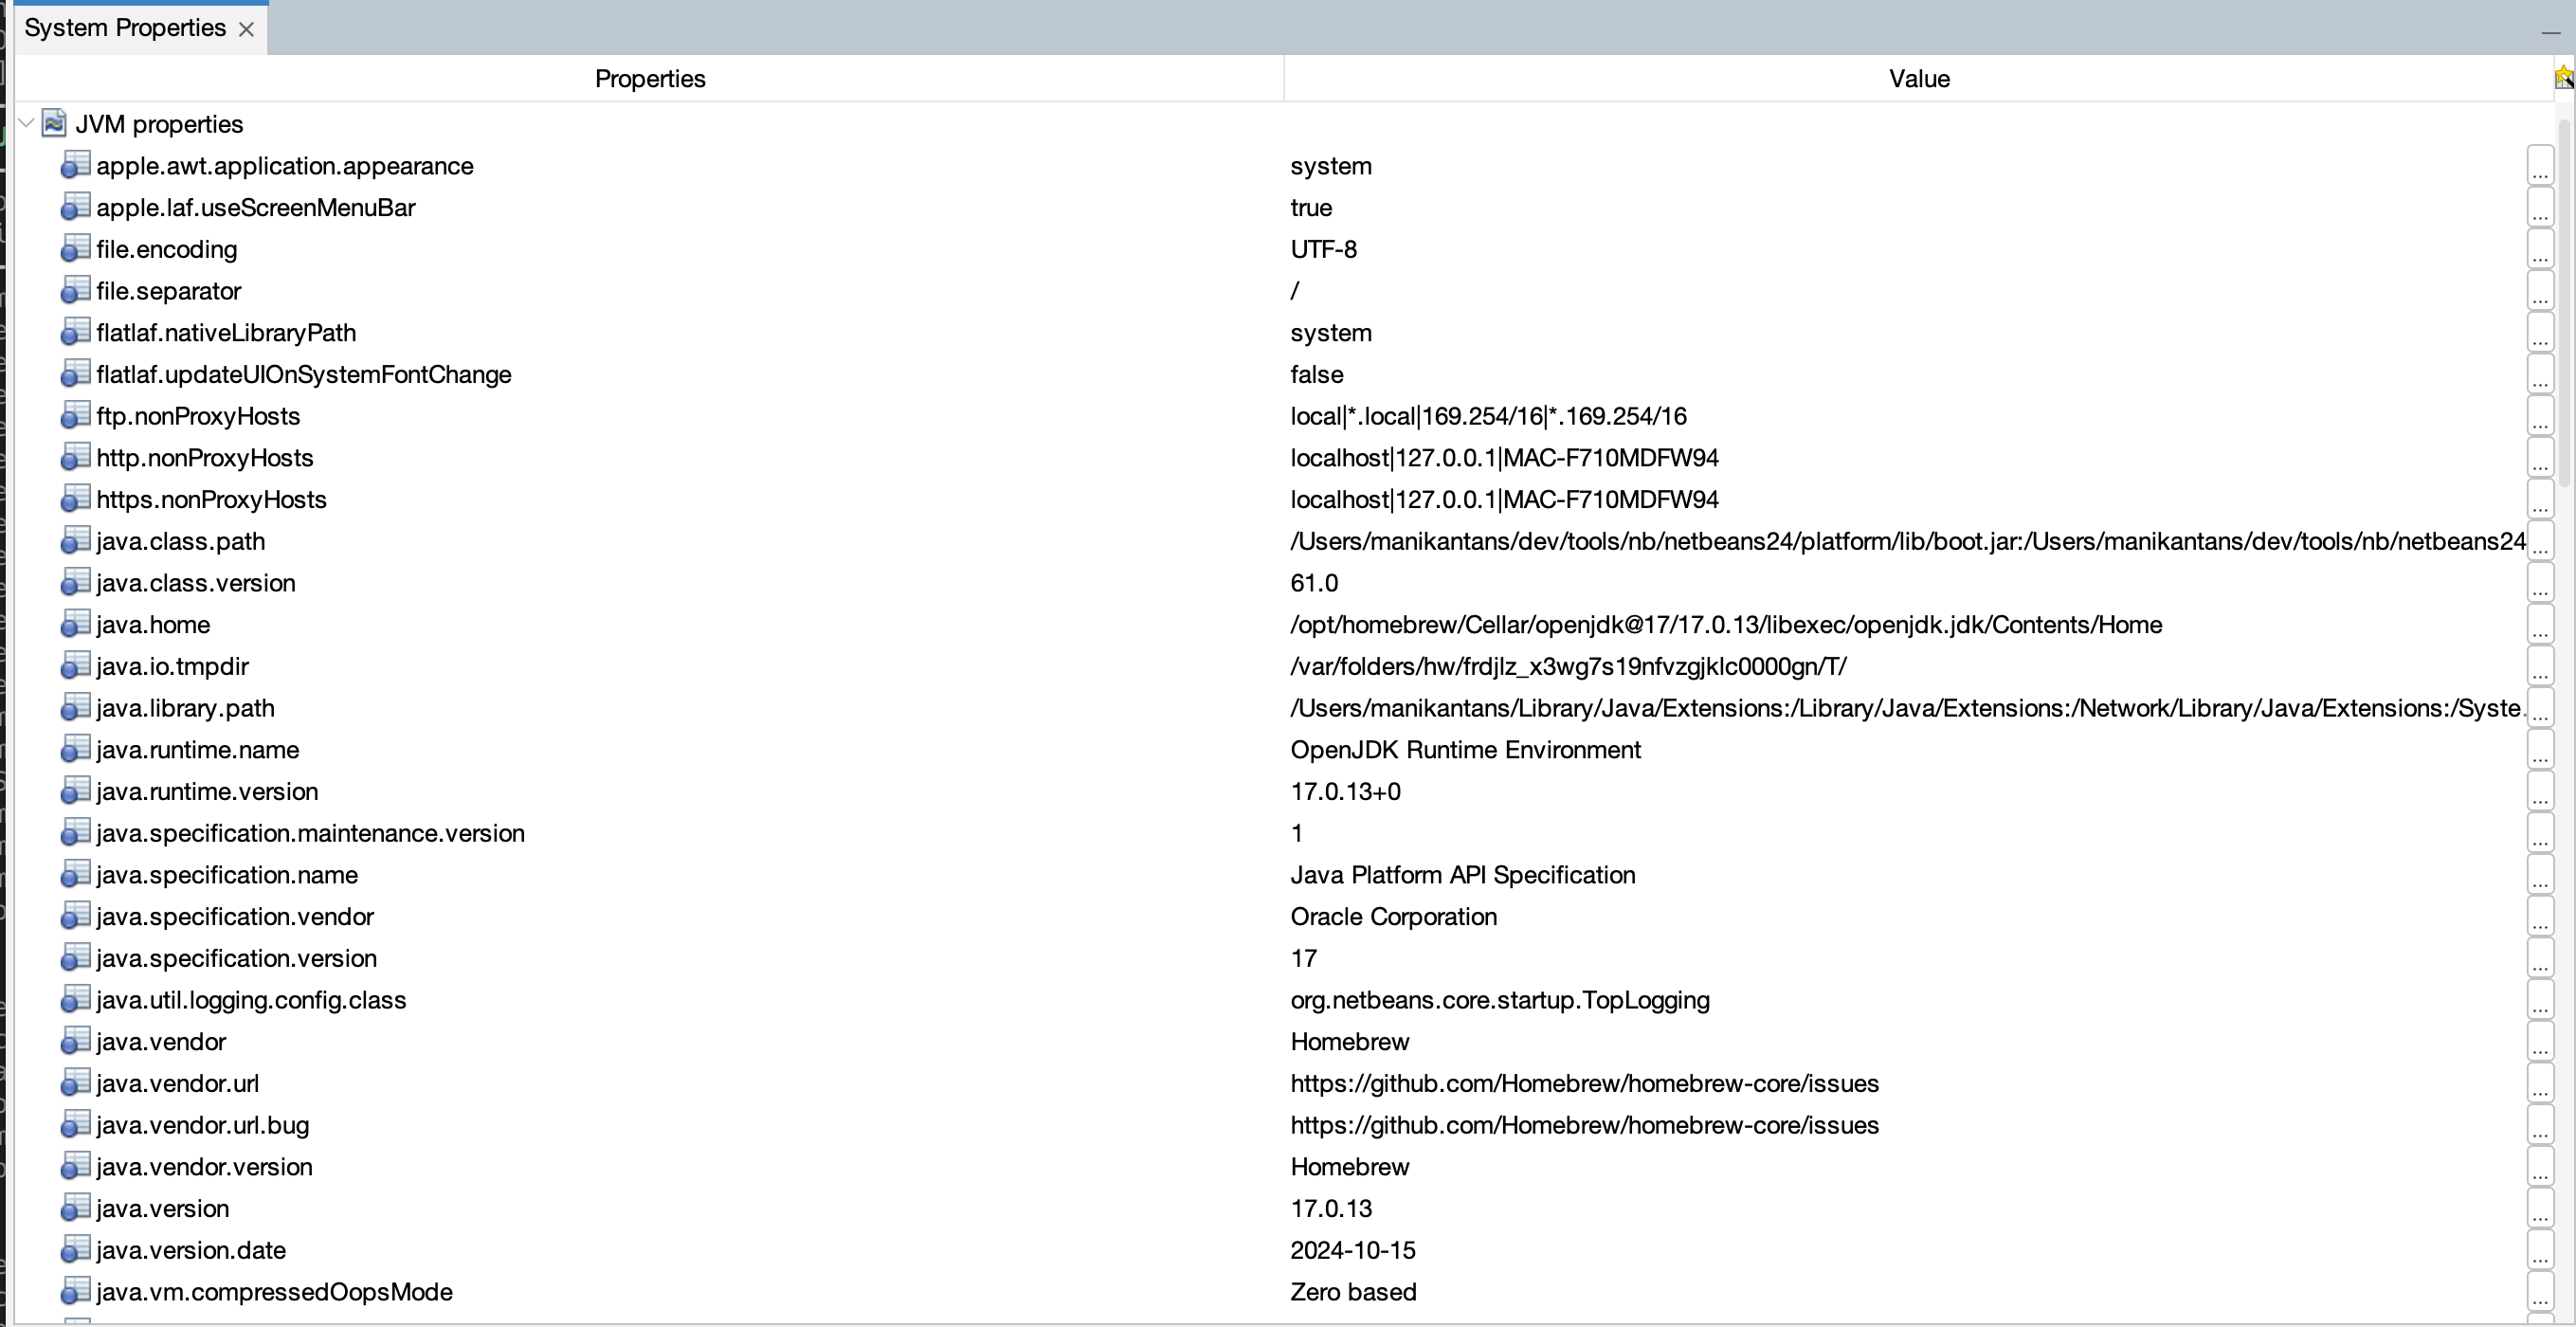 System Properties
Properties Value
JVM properties
apple.awt.application.appearance system ...
apple.laf.useScreenMenuBar true ...
file.encoding UTF-8 ...
file.separator / ...
flatlaf.nativeLibraryPath system ...
flatlaf.updateUIOnSystemFontChange false ...
ftp.nonProxyHosts local|*.local|169.254/16|*.169.254/16 ...
http.nonProxyHosts localhost|127.0.0.1|MAC-F710MDFW94 ...
https.nonProxyHosts localhost|127.0.0.1|MAC-F710MDFW94 ...
java.class.path /Users/manikantans/dev/tools/nb/netbeans24/platform/lib/boot.jar:/Users/manikantans/dev/tools/nb/netbeans24 ...
java.class.version 61.0 ...
java.home /opt/homebrew/Cellar/openjdk@17/17.0.13/libexec/openjdk.jdk/Contents/Home ...
java.io.tmpdir /var/folders/hw/frdjlz_x3wg7s19nfvzgjklc0000gn/T/ ...
java.library.path /Users/manikantans/Library/Java/Extensions:/Library/Java/Extensions:/Network/Library/Java/Extensions:/Syste. ...
java.runtime.name OpenJDK Runtime Environment ...
java.runtime.version 17.0.13+0 ...
java.specification.maintenance.version 1 ...
java.specification.name Java Platform API Specification ...
java.specification.vendor Oracle Corporation ...
java.specification.version 17 ...
java.util.logging.config.class org.netbeans.core.startup.TopLogging ...
java.vendor Homebrew ...
java.vendor.url https://github.com/Homebrew/homebrew-core/issues ...
java.vendor.url.bug https://github.com/Homebrew/homebrew-core/issues ...
java.vendor.version Homebrew ...
java.version 17.0.13 ...
java.version.date 2024-10-15 ...
java.vm.compressedOopsMode Zero based ...